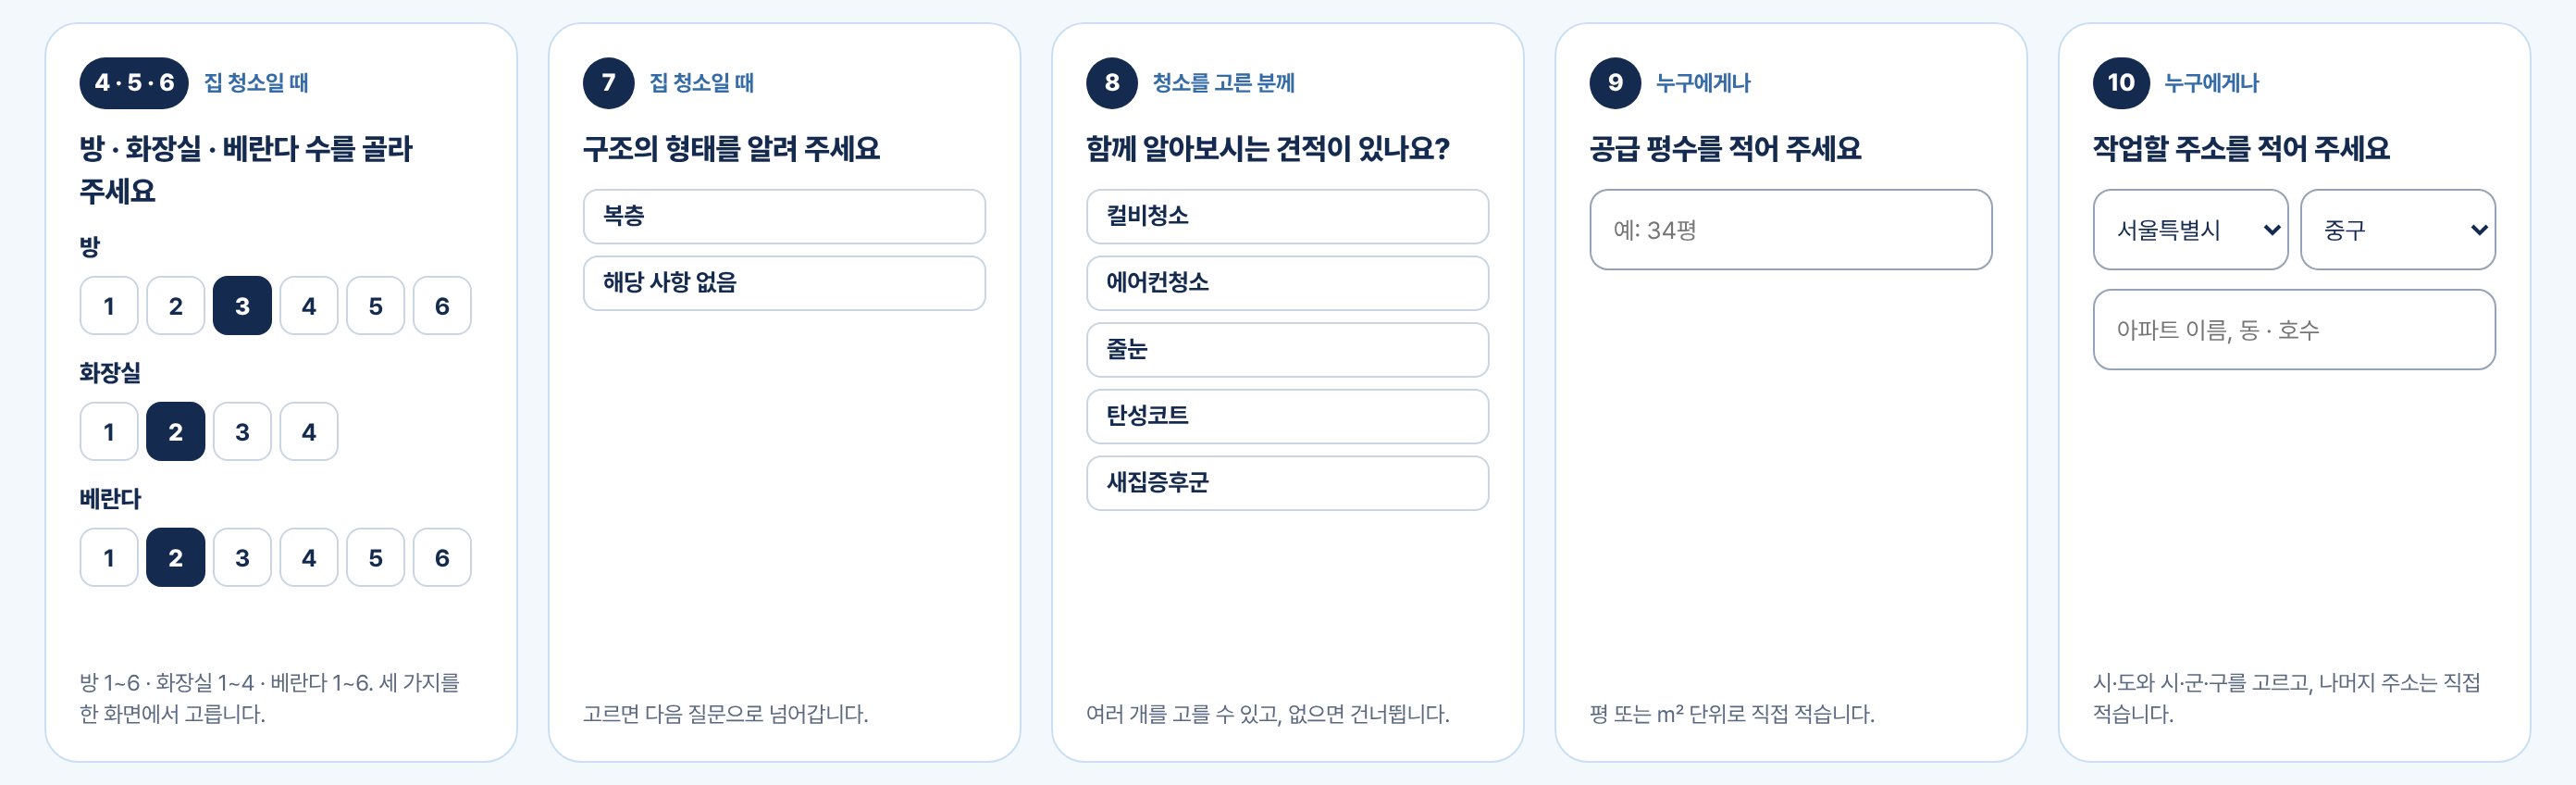 4·5·6 집 청소일 때
방·화장실·베란다 수를 골라
주세요
방
1 2 3 4 5 6
화장실
1 2 3 4
베란다
1 2 3 4 5 6
방 1~6 · 화장실 1~4 · 베란다 1~6. 세 가지를
한 화면에서 고릅니다.
7 집 청소일 때
구조의 형태를 알려 주세요
복층
해당 사항 없음
고르면 다음 질문으로 넘어갑니다.
8 청소를 고른 분께
함께 알아보시는 견적이 있나요?
컬비청소
에어컨청소
줄눈
탄성코트
새집증후군
여러 개를 고를 수 있고, 없으면 건너뜁니다.
9 누구에게나
공급 평수를 적어 주세요
예: 34평
평 또는 m² 단위로 직접 적습니다.
10 누구에게나
작업할 주소를 적어 주세요
서울특별시 중구
아파트 이름, 동 · 호수
시·도와 시·군·구를 고르고, 나머지 주소는 직접
적습니다.